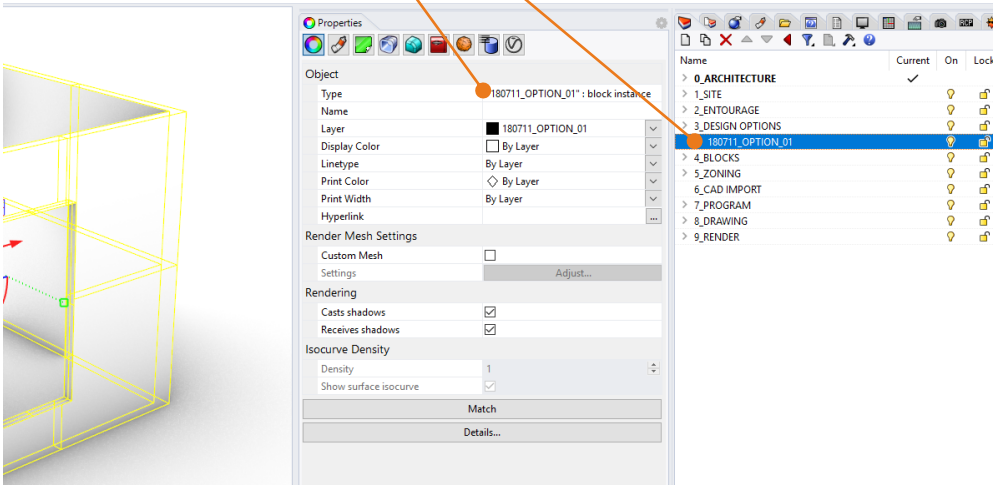 Properties
Object
Type "180711_OPTION_01" : block instance
Name
Layer 180711_OPTION_01
Display Color By Layer
Linetype By Layer
Print Color By Layer
Print Width By Layer
Hyperlink ...
Render Mesh Settings
Custom Mesh
Settings Adjust...
Rendering
Casts shadows
Receives shadows
Isocurve Density
Density 1
Show surface isocurve
Match
Details...
Name Current On Lock
0_ARCHITECTURE
1_SITE
2_ENTOURAGE
3_DESIGN OPTIONS
180711_OPTION_01
4_BLOCKS
5_ZONING
6_CAD IMPORT
7_PROGRAM
8_DRAWING
9_RENDER